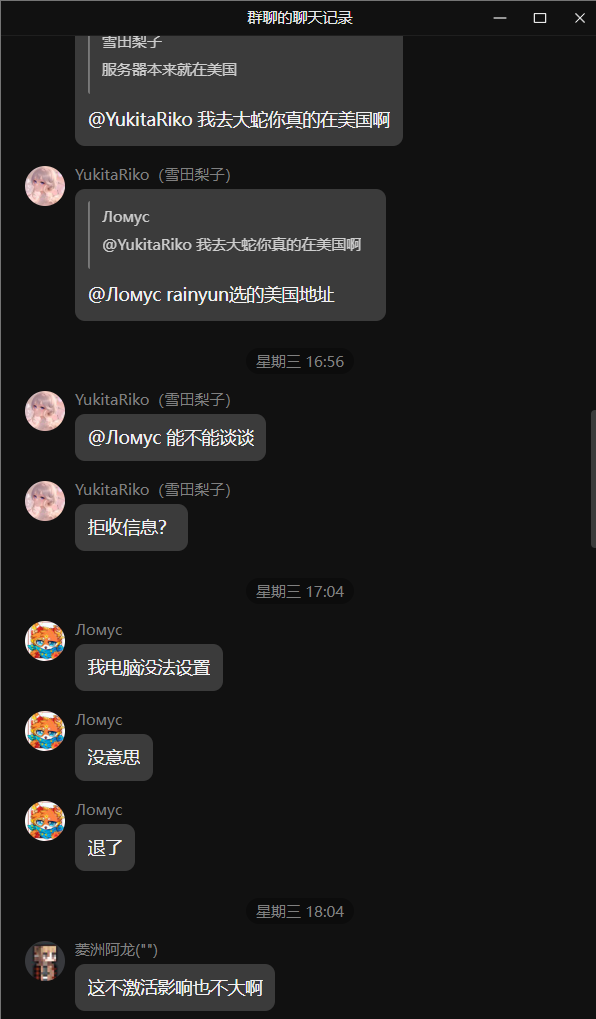 群聊的聊天记录
雪田梨子
服务器本来就在美国
@YukitaRiko 我去大蛇你真的在美国啊
YukitaRiko（雪田梨子）
Ломус
@YukitaRiko 我去大蛇你真的在美国啊
@Ломус rainyun选的美国地址
星期三 16:56
YukitaRiko（雪田梨子）
@Ломус 能不能谈谈
YukitaRiko（雪田梨子）
拒收信息？
星期三 17:04
Ломус
我电脑没法设置
Ломус
没意思
Ломус
退了
星期三 18:04
菱洲阿龙("")
这不激活影响也不大啊